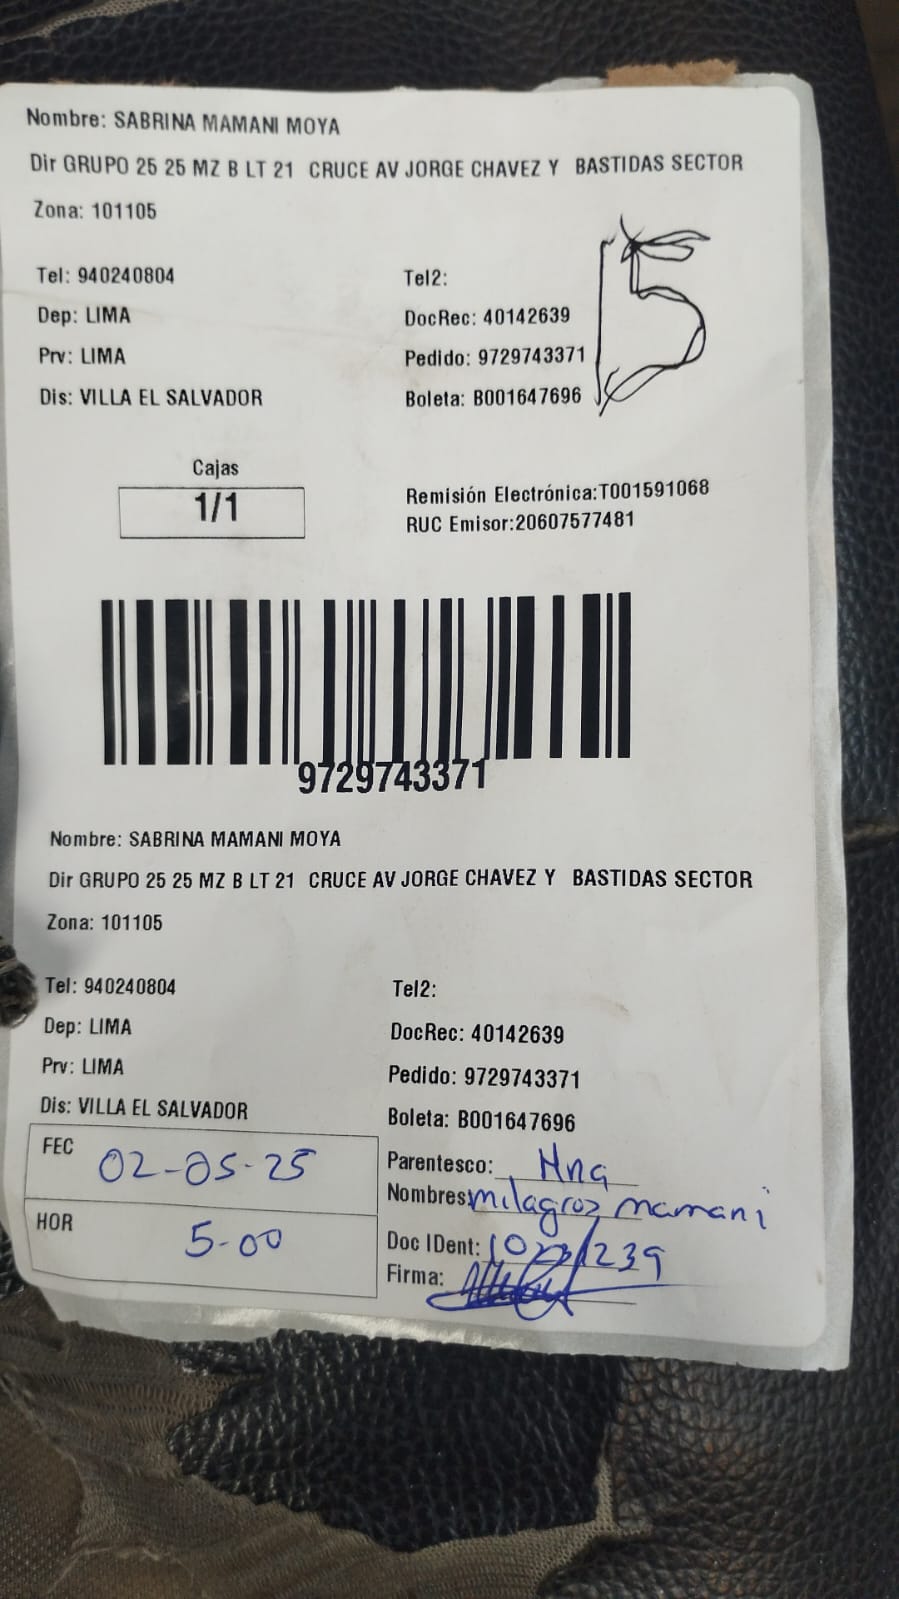 Nombre: SABRINA MAMANI MOYA
Dir GRUPO 25 25 MZ B LT 21 CRUCE AV JORGE CHAVEZ Y BASTIDAS SECTOR
Zona: 101105
Tel: 940240804 Tel2:
Dep: LIMA DocRec: 40142639
Prv: LIMA Pedido: 9729743371
Dis: VILLA EL SALVADOR Boleta: B001647696
Cajas
1/1
Remisión Electrónica:T001591068
RUC Emisor:20607577481
9729743371
Nombre: SABRINA MAMANI MOYA
Dir GRUPO 25 25 MZ B LT 21 CRUCE AV JORGE CHAVEZ Y BASTIDAS SECTOR
Zona: 101105
Tel: 940240804 Tel2:
Dep: LIMA DocRec: 40142639
Prv: LIMA Pedido: 9729743371
Dis: VILLA EL SALVADOR Boleta: B001647696
FEC 02-05-25 Parentesco: Hna
Nombres: milagroz mamani
HOR 5-00 Doc IDent:
Firma: